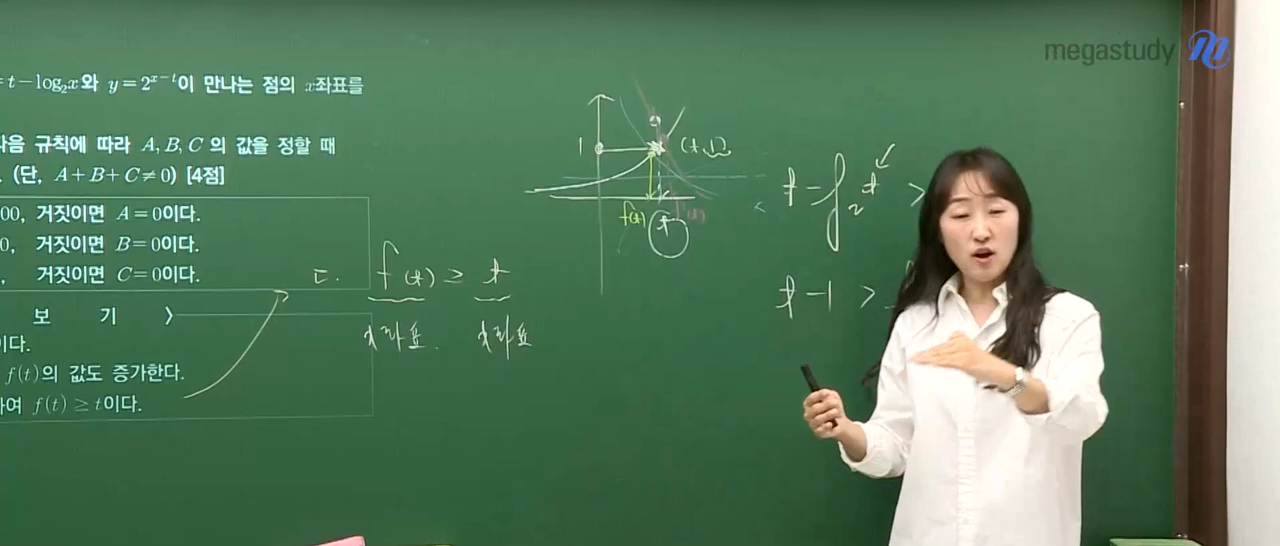 megastudy
= t − log₂x와 y = 2^{x−t}이 만나는 점의 x좌표를
다음 규칙에 따라 A, B, C의 값을 정할 때
. (단, A+B+C≠0) [4점]
00, 거짓이면 A=0이다.
0, 거짓이면 B=0이다.
, 거짓이면 C=0이다.
보 기 〉
이다.
f(t)의 값도 증가한다.
하여 f(t) ≥ t이다.
ㄷ. f(t) ≥ t
x좌표. x좌표
1 (t, 1)
f(t) t f(t)
t − log₂t >
t − 1 >